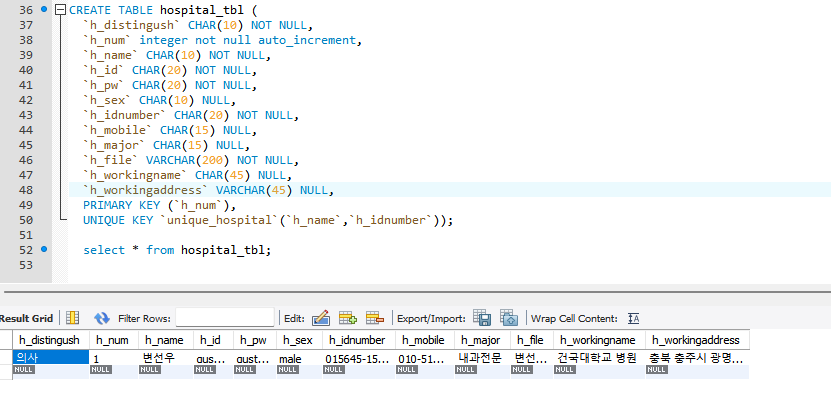 36 CREATE TABLE hospital_tbl (
37 `h_distingush` CHAR(10) NOT NULL,
38 `h_num` integer not null auto_increment,
39 `h_name` CHAR(10) NOT NULL,
40 `h_id` CHAR(20) NOT NULL,
41 `h_pw` CHAR(20) NOT NULL,
42 `h_sex` CHAR(10) NULL,
43 `h_idnumber` CHAR(20) NOT NULL,
44 `h_mobile` CHAR(15) NULL,
45 `h_major` CHAR(15) NULL,
46 `h_file` VARCHAR(200) NOT NULL,
47 `h_workingname` CHAR(45) NULL,
48 `h_workingaddress` VARCHAR(45) NULL,
49 PRIMARY KEY (`h_num`),
50 UNIQUE KEY `unique_hospital`(`h_name`,`h_idnumber`));
51
52 select * from hospital_tbl;
53
Result Grid Filter Rows: Edit: Export/Import: Wrap Cell Content:
h_distingush h_num h_name h_id h_pw h_sex h_idnumber h_mobile h_major h_file h_workingname h_workingaddress
의사 1 변선우 gus... gust... male 015645-15... 010-51... 내과전문 변선...건국대학교 병원 충북 충주시 광명...
NULL NULL NULL NULL NULL NULL NULL NULL NULL NULL NULL NULL